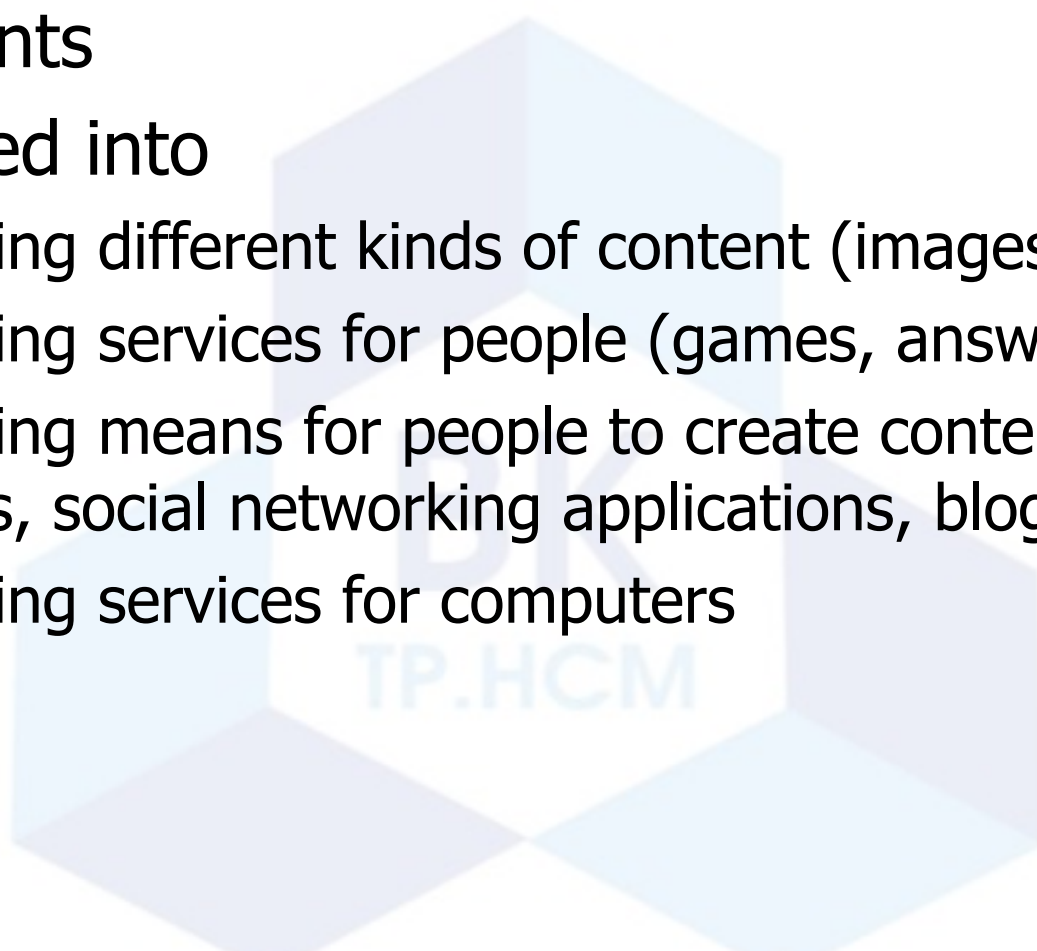 nts
ed into
ing different kinds of content (images
ing services for people (games, answ
ing means for people to create conte
s, social networking applications, blog
ing services for computers
BK
TP.HCM